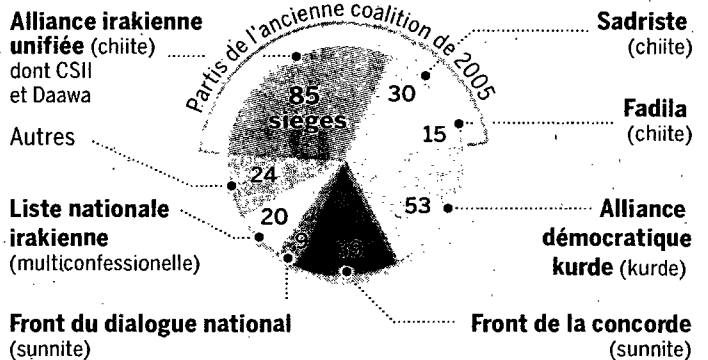 Alliance irakienne
unifiée (chiite)
dont CSII
et Daawa
Partis de l'ancienne coalition de 2005
Sadriste
(chiite)
85
sièges
30
Fadila
(chiite)
15
Autres
24
53
Alliance
démocratique
kurde (kurde)
Liste nationale
irakienne
(multiconfessionelle)
20
9
Front du dialogue national
(sunnite)
Front de la concorde
(sunnite)